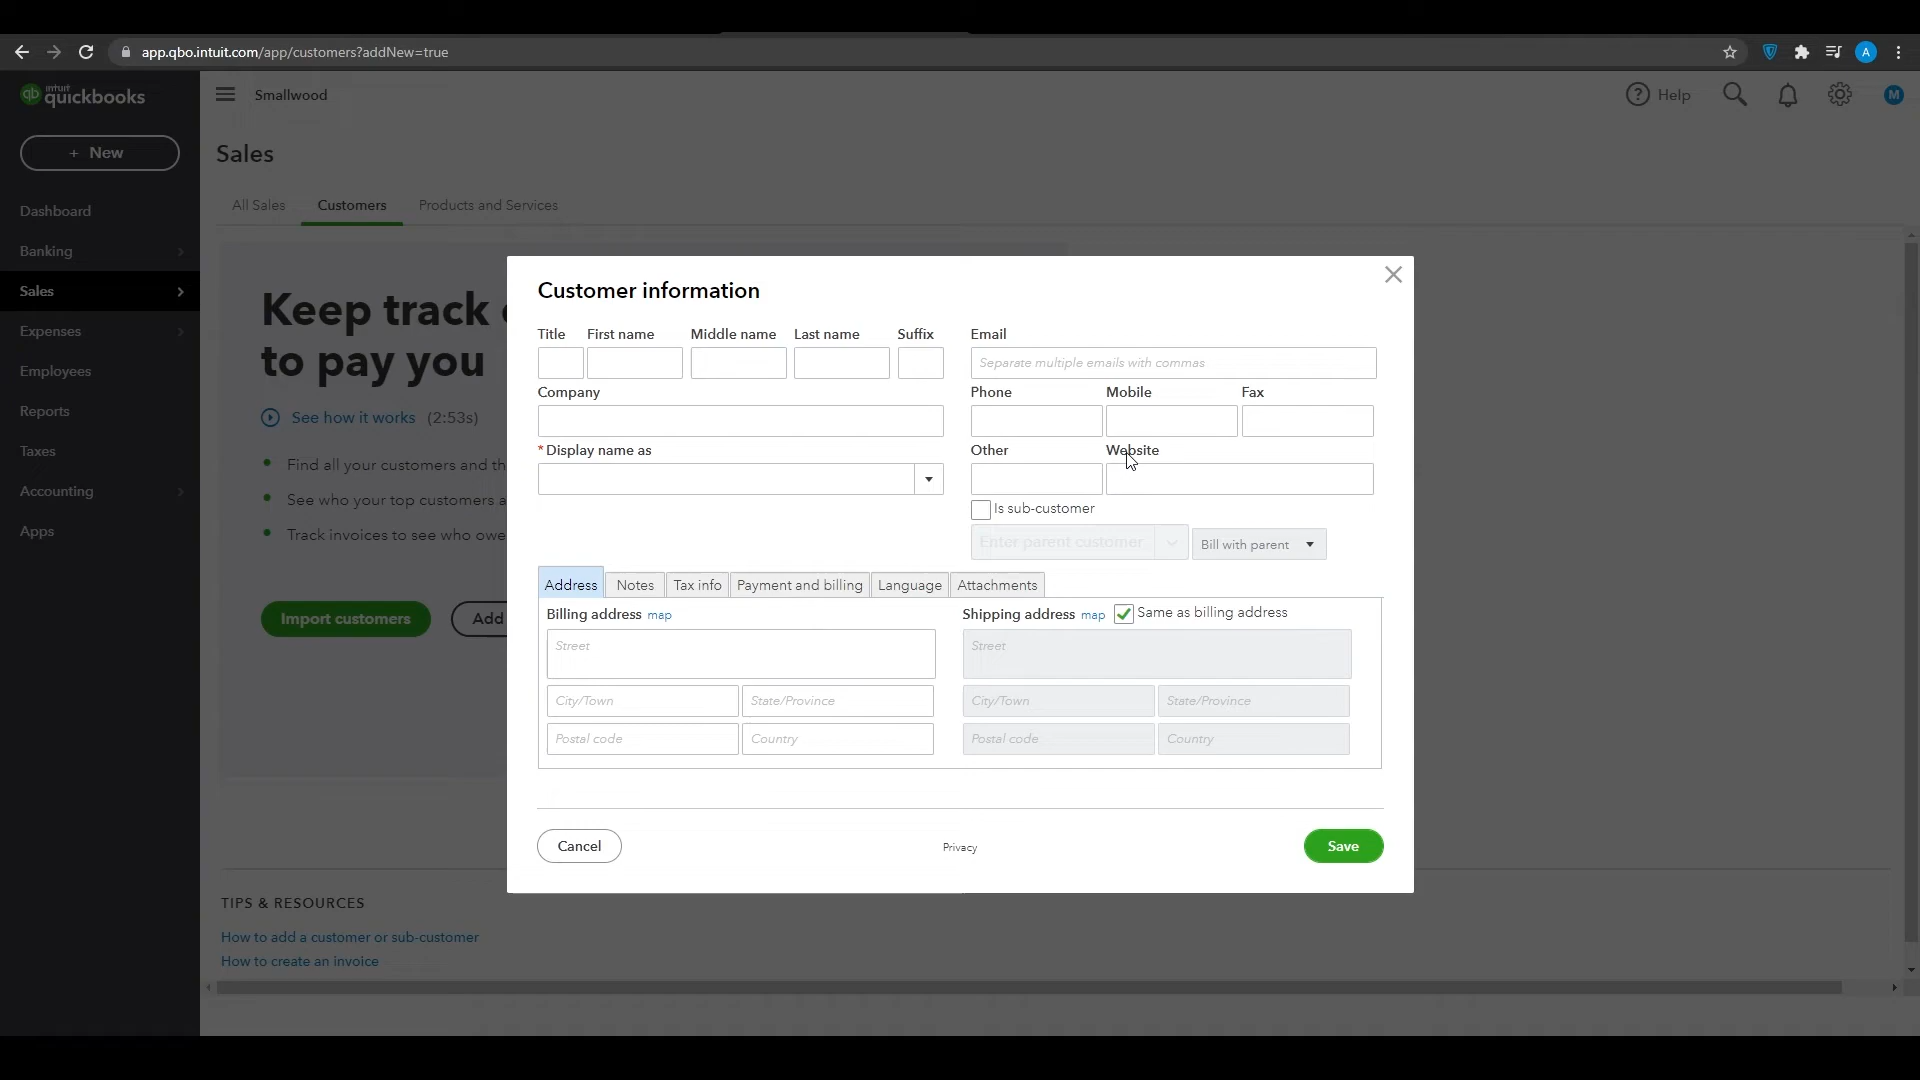 app.qbo.intuit.com/app/customers?addNew=true
A
qb intuit quickbooks
Smallwood
Help
M
+ New
Sales
All Sales Customers Products and Services
Dashboard
Banking
Sales
Expenses
Employees
Reports
Taxes
Accounting
Apps
Keep track
to pay you
See how it works (2:53s)
Find all your customers and th
See who your top customers a
Track invoices to see who owe
Import customers
Add
Customer information
Title First name Middle name Last name Suffix
Company
* Display name as
Email
Separate multiple emails with commas
Phone Mobile Fax
Other Website
Is sub-customer
Enter parent customer
Bill with parent
Address Notes Tax info Payment and billing Language Attachments
Billing address map
Street
City/Town State/Province
Postal code Country
Shipping address map Same as billing address
Street
City/Town State/Province
Postal code Country
Cancel
Privacy
Save
TIPS & RESOURCES
How to add a customer or sub-customer
How to create an invoice